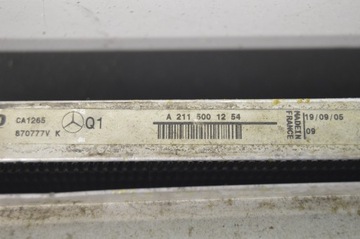 CA1265
870777V K
Q1
A 211 500 12 54
MADE IN
FRANCE
19/09/05
09